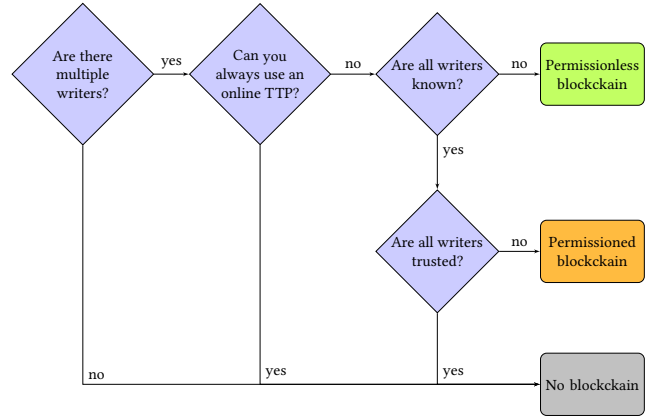 Are there
multiple
writers?
yes
Can you
always use an
online TTP?
no
Are all writers
known?
no
Permissionless
blockckain
yes
Are all writers
trusted?
no
Permissioned
blockckain
no
yes
yes
No blockckain